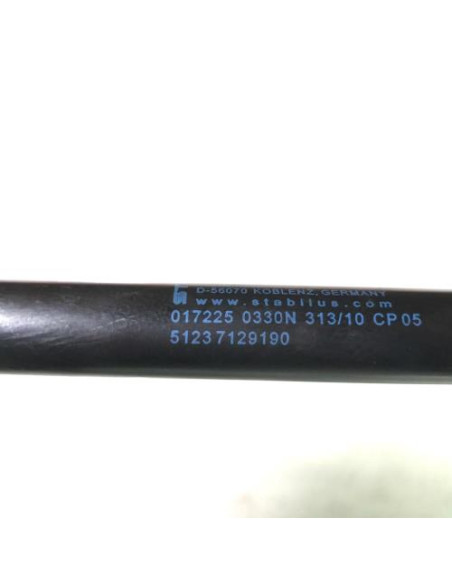 D-56070 KOBLENZ, GERMANY
www.stabilus.com
017225 0330N 313/10 CP05
51237129190